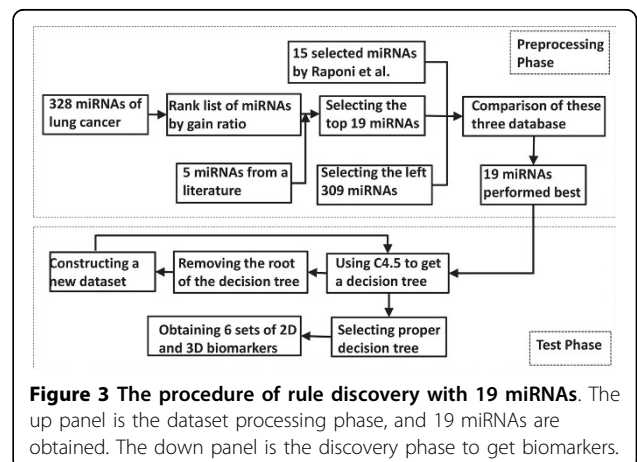 15 selected miRNAs
by Raponi et al.
Preprocessing
Phase
328 miRNAs of
lung cancer
Rank list of miRNAs
by gain ratio
Selecting the
top 19 miRNAs
Comparison of these
three database
5 miRNAs from a
literature
Selecting the left
309 miRNAs
19 miRNAs
performed best
Constructing a
new dataset
Removing the root
of the decision tree
Using C4.5 to get
a decision tree
Obtaining 6 sets of 2D
and 3D biomarkers
Selecting proper
decision tree
Test Phase
Figure 3 The procedure of rule discovery with 19 miRNAs. The
up panel is the dataset processing phase, and 19 miRNAs are
obtained. The down panel is the discovery phase to get biomarkers.